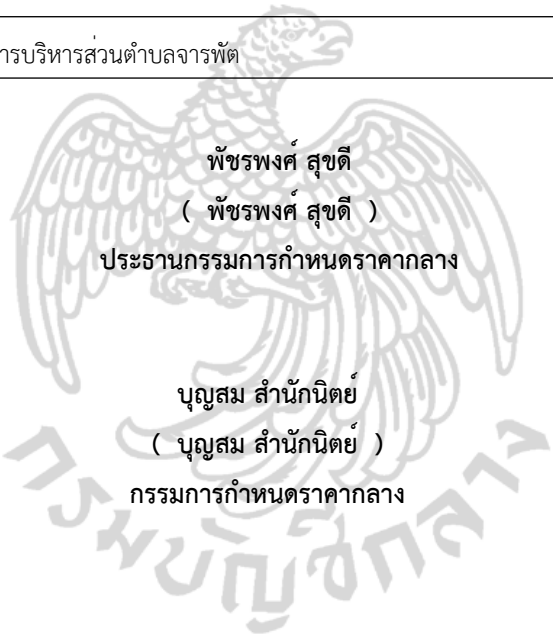 ารบริหารส่วนตำบลจารพัต
พัชรพงศ์ สุขดี
( พัชรพงศ์ สุขดี )
ประธานกรรมการกำหนดราคากลาง
บุญสม สำนักนิตย์
( บุญสม สำนักนิตย์ )
กรรมการกำหนดราคากลาง
กรมบัญชีกลาง